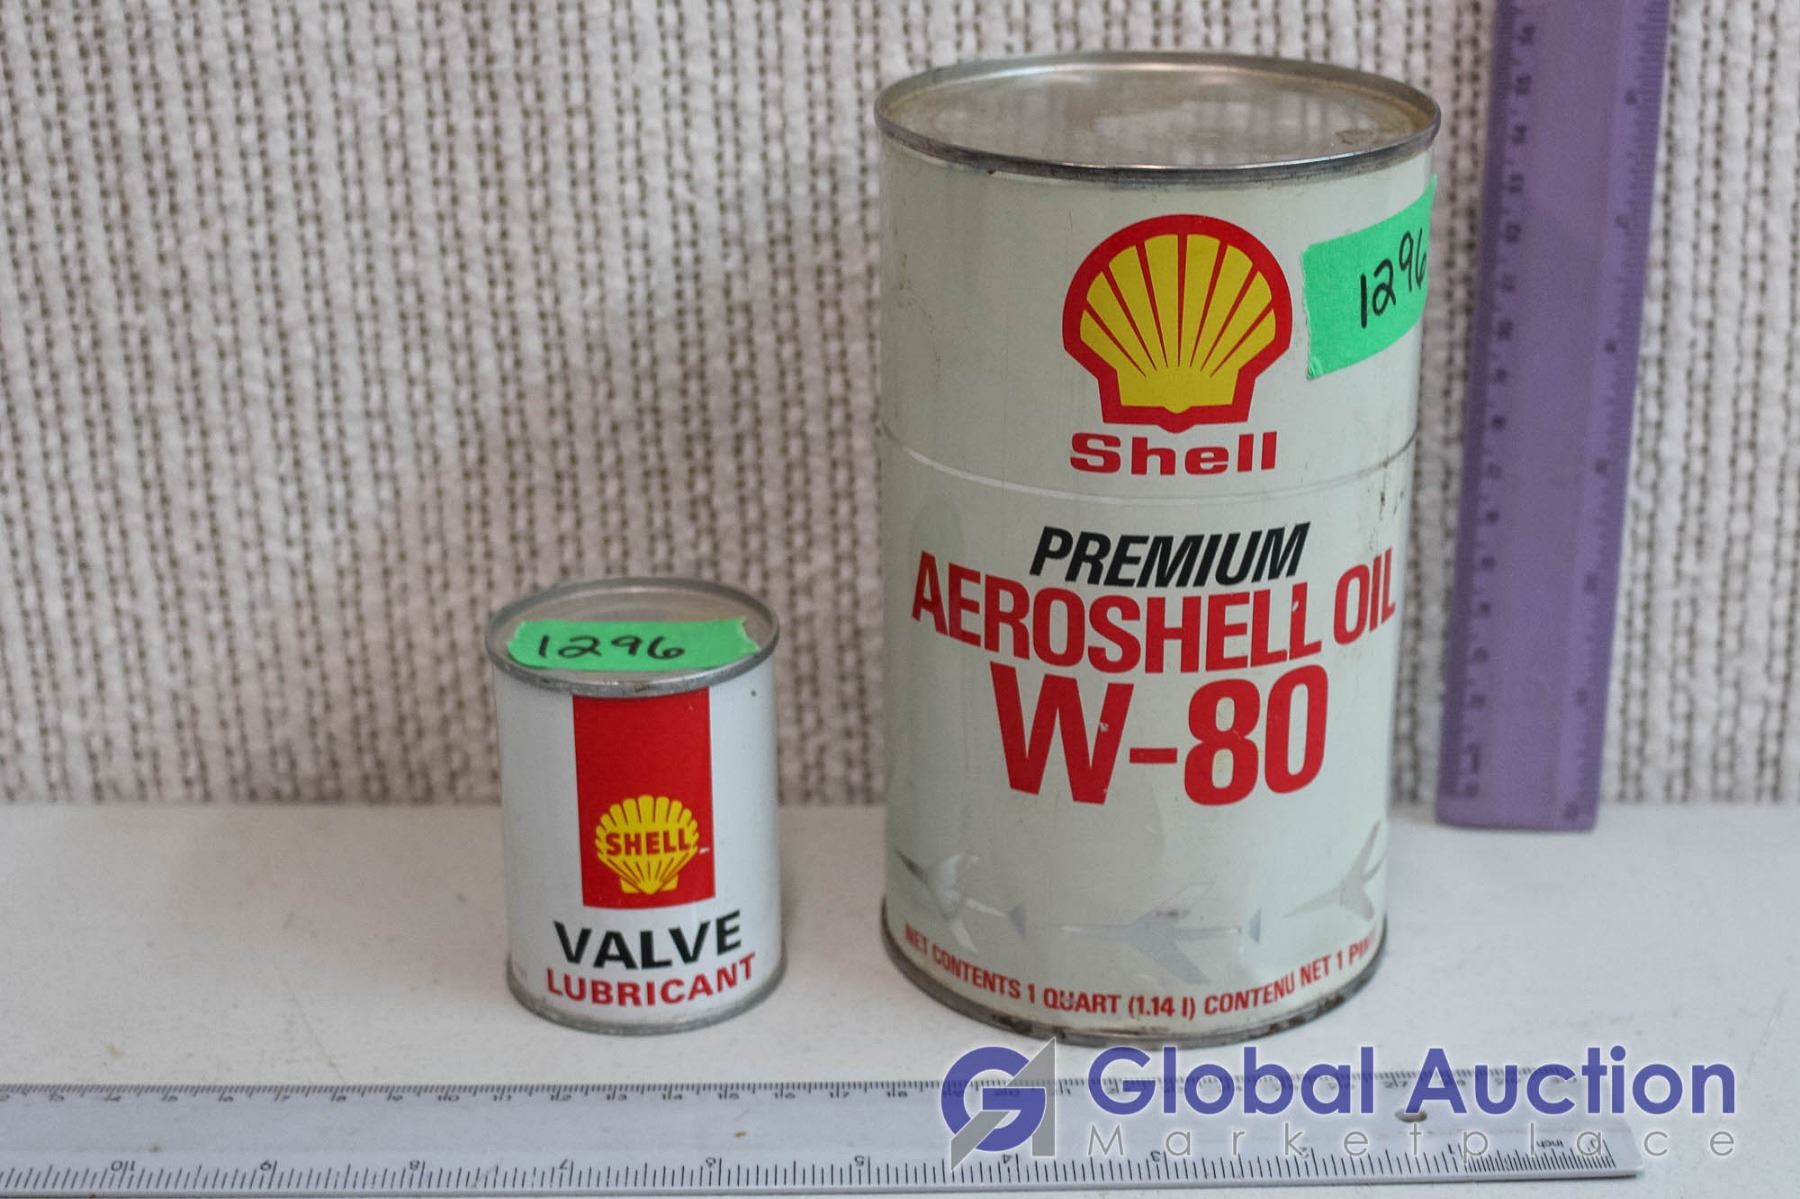 1296
SHELL
VALVE
LUBRICANT
1296
Shell
PREMIUM
AEROSHELL OIL
W-80
NET CONTENTS 1 QUART (1.14 l) CONTENU NET 1
Global Auction
Marketplace
inch